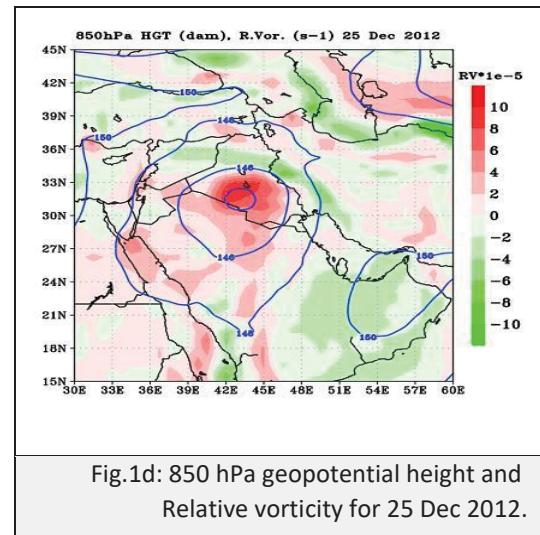 850hPa HGT (dam), R.Vor. (s−1) 25 Dec 2012
45N
42N
39N
36N
33N
30N
27N
24N
21N
18N
15N
30E 33E 36E 39E 42E 45E 48E 51E 54E 57E 60E
150
150
148
146
146
148
150
150
RV*1e−5
10
8
6
4
2
0
−2
−4
−6
−8
−10
Fig.1d: 850 hPa geopotential height and
Relative vorticity for 25 Dec 2012.